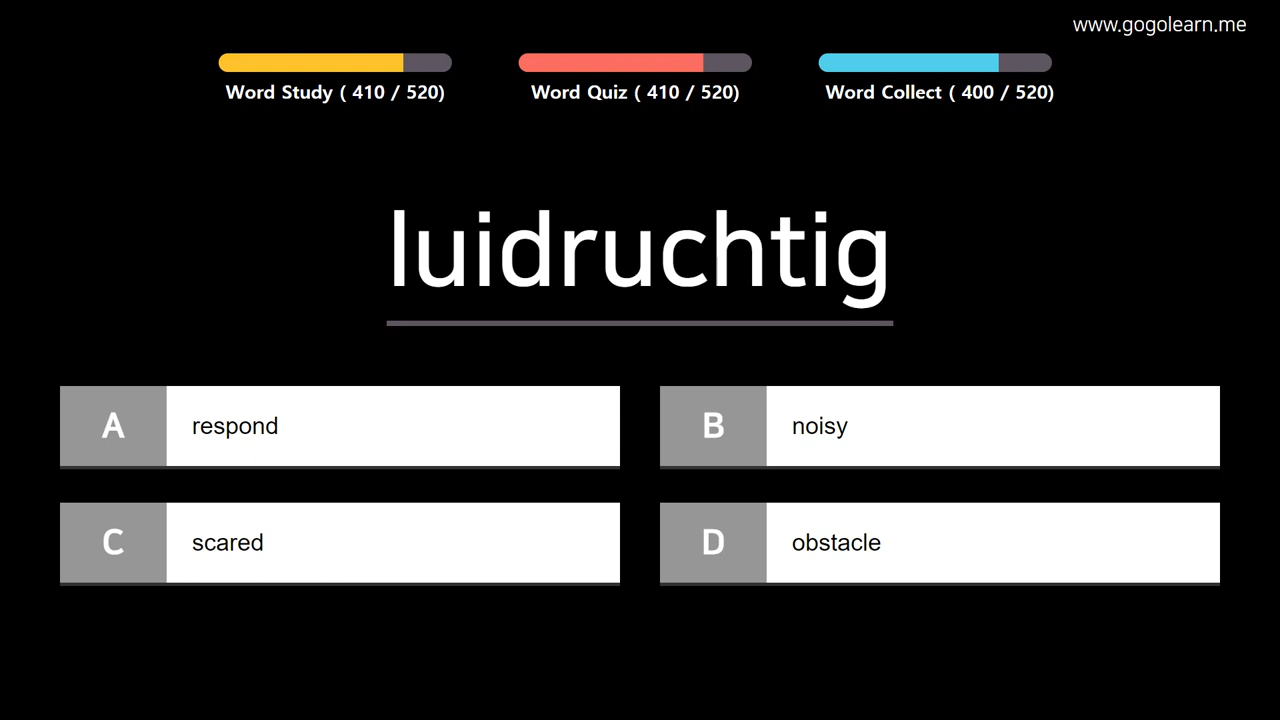 www.gogolearn.me
Word Study ( 410 / 520)
Word Quiz ( 410 / 520)
Word Collect ( 400 / 520)
luidruchtig
A respond
B noisy
C scared
D obstacle